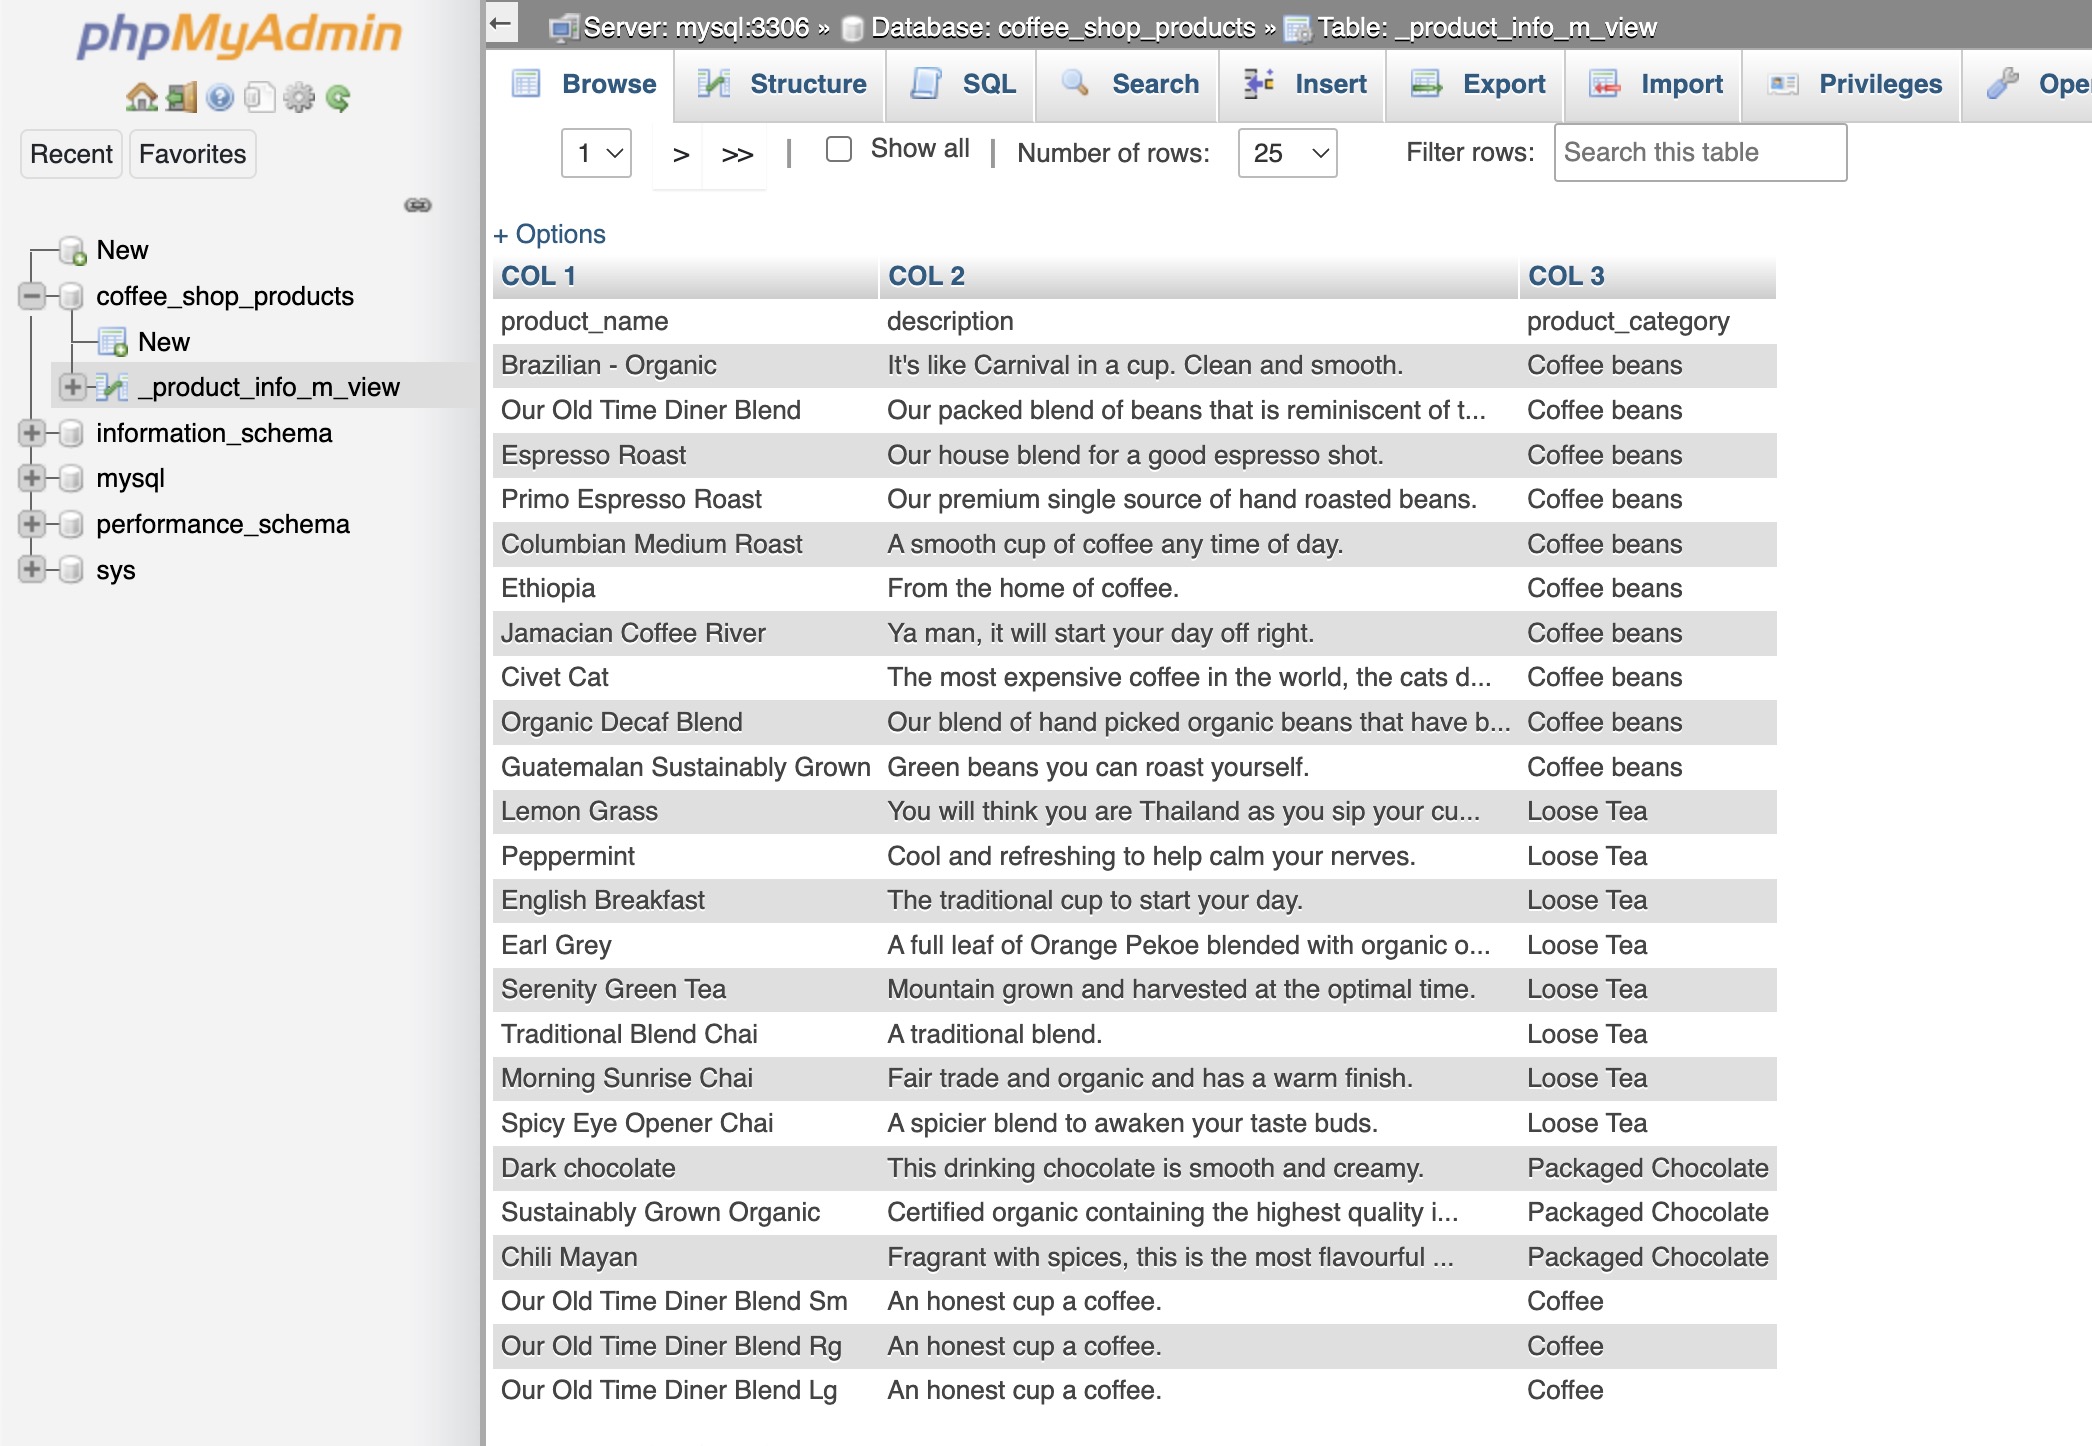 phpMyAdmin
Recent Favorites
New
coffee_shop_products
New
_product_info_m_view
information_schema
mysql
performance_schema
sys
Server: mysql:3306 » Database: coffee_shop_products » Table: _product_info_m_view
Browse Structure SQL Search Insert Export Import Privileges Ope
1 > >> | Show all | Number of rows: 25 Filter rows: Search this table
+ Options
COL 1 COL 2 COL 3
product_name description product_category
Brazilian - Organic It's like Carnival in a cup. Clean and smooth. Coffee beans
Our Old Time Diner Blend Our packed blend of beans that is reminiscent of t... Coffee beans
Espresso Roast Our house blend for a good espresso shot. Coffee beans
Primo Espresso Roast Our premium single source of hand roasted beans. Coffee beans
Columbian Medium Roast A smooth cup of coffee any time of day. Coffee beans
Ethiopia From the home of coffee. Coffee beans
Jamacian Coffee River Ya man, it will start your day off right. Coffee beans
Civet Cat The most expensive coffee in the world, the cats d... Coffee beans
Organic Decaf Blend Our blend of hand picked organic beans that have b... Coffee beans
Guatemalan Sustainably Grown Green beans you can roast yourself. Coffee beans
Lemon Grass You will think you are Thailand as you sip your cu... Loose Tea
Peppermint Cool and refreshing to help calm your nerves. Loose Tea
English Breakfast The traditional cup to start your day. Loose Tea
Earl Grey A full leaf of Orange Pekoe blended with organic o... Loose Tea
Serenity Green Tea Mountain grown and harvested at the optimal time. Loose Tea
Traditional Blend Chai A traditional blend. Loose Tea
Morning Sunrise Chai Fair trade and organic and has a warm finish. Loose Tea
Spicy Eye Opener Chai A spicier blend to awaken your taste buds. Loose Tea
Dark chocolate This drinking chocolate is smooth and creamy. Packaged Chocolate
Sustainably Grown Organic Certified organic containing the highest quality i... Packaged Chocolate
Chili Mayan Fragrant with spices, this is the most flavourful ... Packaged Chocolate
Our Old Time Diner Blend Sm An honest cup a coffee. Coffee
Our Old Time Diner Blend Rg An honest cup a coffee. Coffee
Our Old Time Diner Blend Lg An honest cup a coffee. Coffee